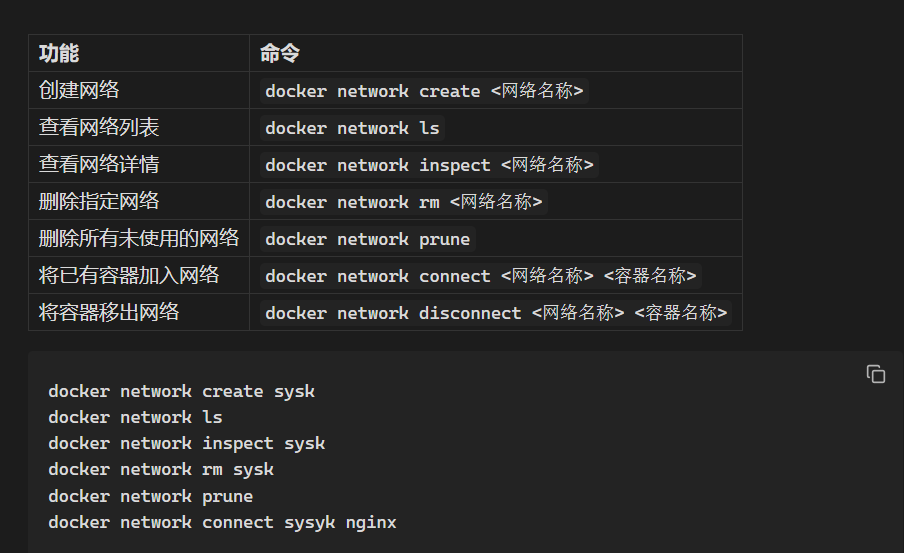 功能 命令
创建网络 docker network create <网络名称>
查看网络列表 docker network ls
查看网络详情 docker network inspect <网络名称>
删除指定网络 docker network rm <网络名称>
删除所有未使用的网络 docker network prune
将已有容器加入网络 docker network connect <网络名称> <容器名称>
将容器移出网络 docker network disconnect <网络名称> <容器名称>
docker network create sysk
docker network ls
docker network inspect sysk
docker network rm sysk
docker network prune
docker network connect sysyk nginx